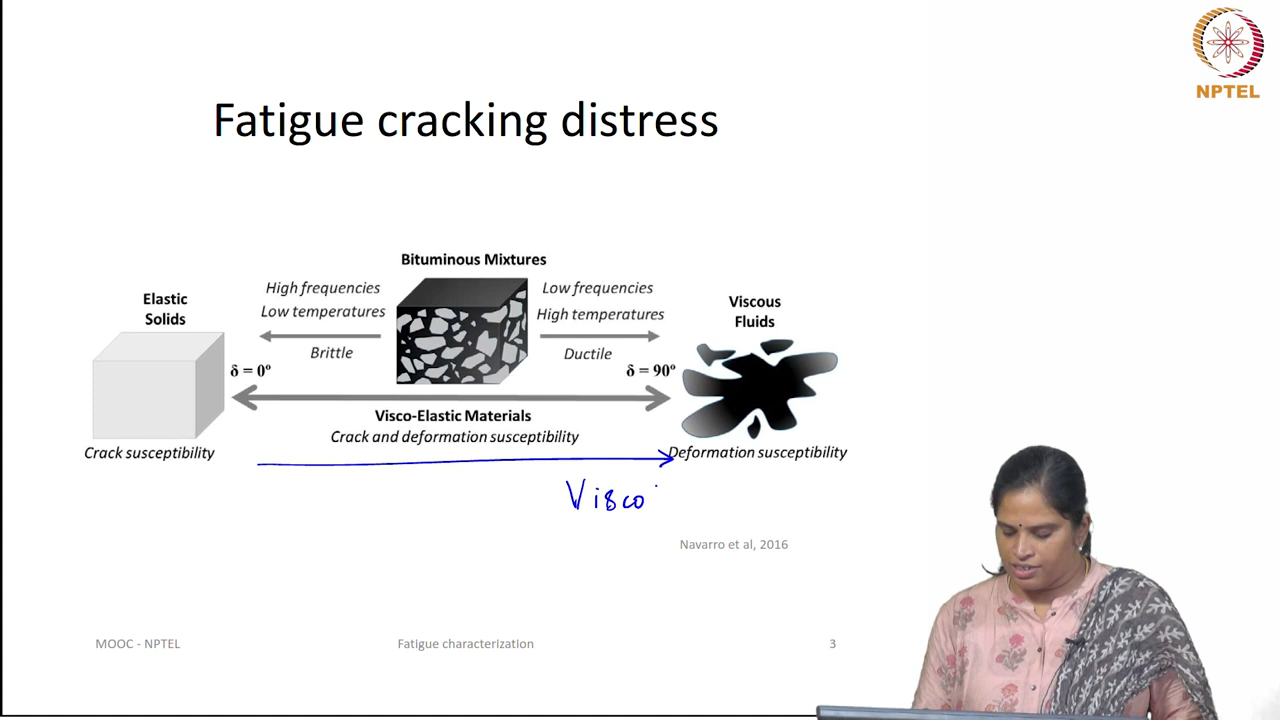 NPTEL
Fatigue cracking distress
Bituminous Mixtures
High frequencies
Low temperatures
Brittle
Low frequencies
High temperatures
Ductile
Elastic
Solids
Viscous
Fluids
δ = 0º
δ = 90º
Visco-Elastic Materials
Crack and deformation susceptibility
Crack susceptibility
Deformation susceptibility
Visco
Navarro et al, 2016
MOOC - NPTEL
Fatigue characterization
3